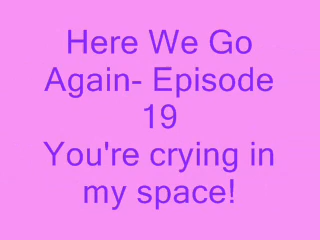 Here We Go
Again- Episode
19
You're crying in
my space!